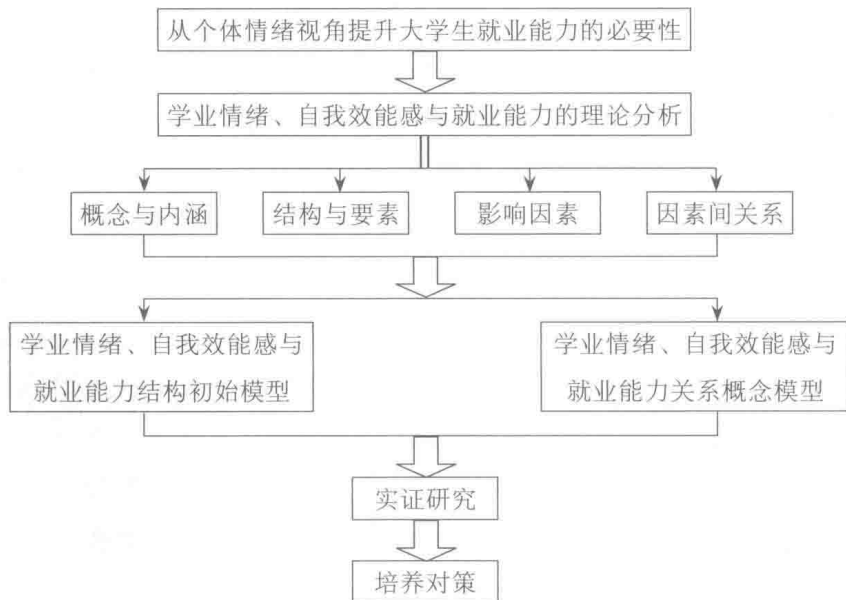 从个体情绪视角提升大学生就业能力的必要性
学业情绪、自我效能感与就业能力的理论分析
概念与内涵
结构与要素
影响因素
因素间关系
学业情绪、自我效能感与
就业能力结构初始模型
学业情绪、自我效能感与
就业能力关系概念模型
实证研究
培养对策